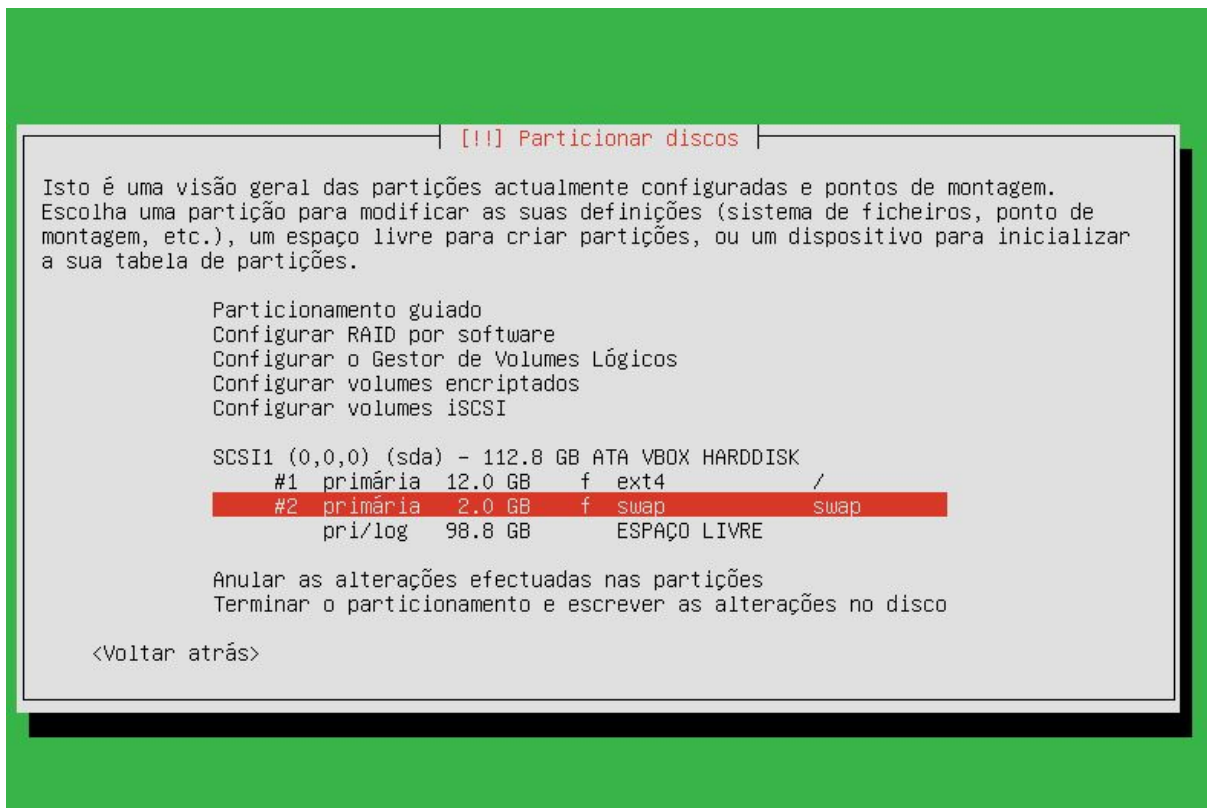 [!!] Particionar discos
Isto é uma visão geral das partições actualmente configuradas e pontos de montagem.
Escolha uma partição para modificar as suas definições (sistema de ficheiros, ponto de
montagem, etc.), um espaço livre para criar partições, ou um dispositivo para inicializar
a sua tabela de partições.
Particionamento guiado
Configurar RAID por software
Configurar o Gestor de Volumes Lógicos
Configurar volumes encriptados
Configurar volumes iSCSI
SCSI1 (0,0,0) (sda) - 112.8 GB ATA VBOX HARDDISK
#1 primária 12.0 GB f ext4 /
#2 primária 2.0 GB f swap swap
pri/log 98.8 GB ESPAÇO LIVRE
Anular as alterações efectuadas nas partições
Terminar o particionamento e escrever as alterações no disco
<Voltar atrás>